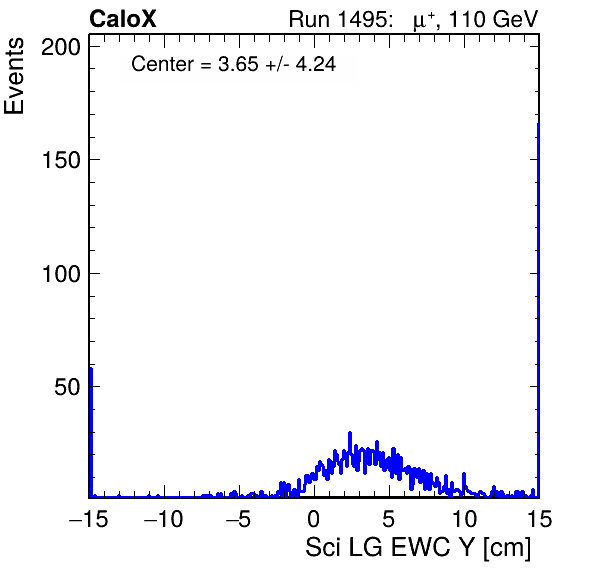 CaloX Run 1495: μ⁺, 110 GeV
Events
200
Center = 3.65 +/- 4.24
150
100
50
−15 −10 −5 0 5 10 15
Sci LG EWC Y [cm]